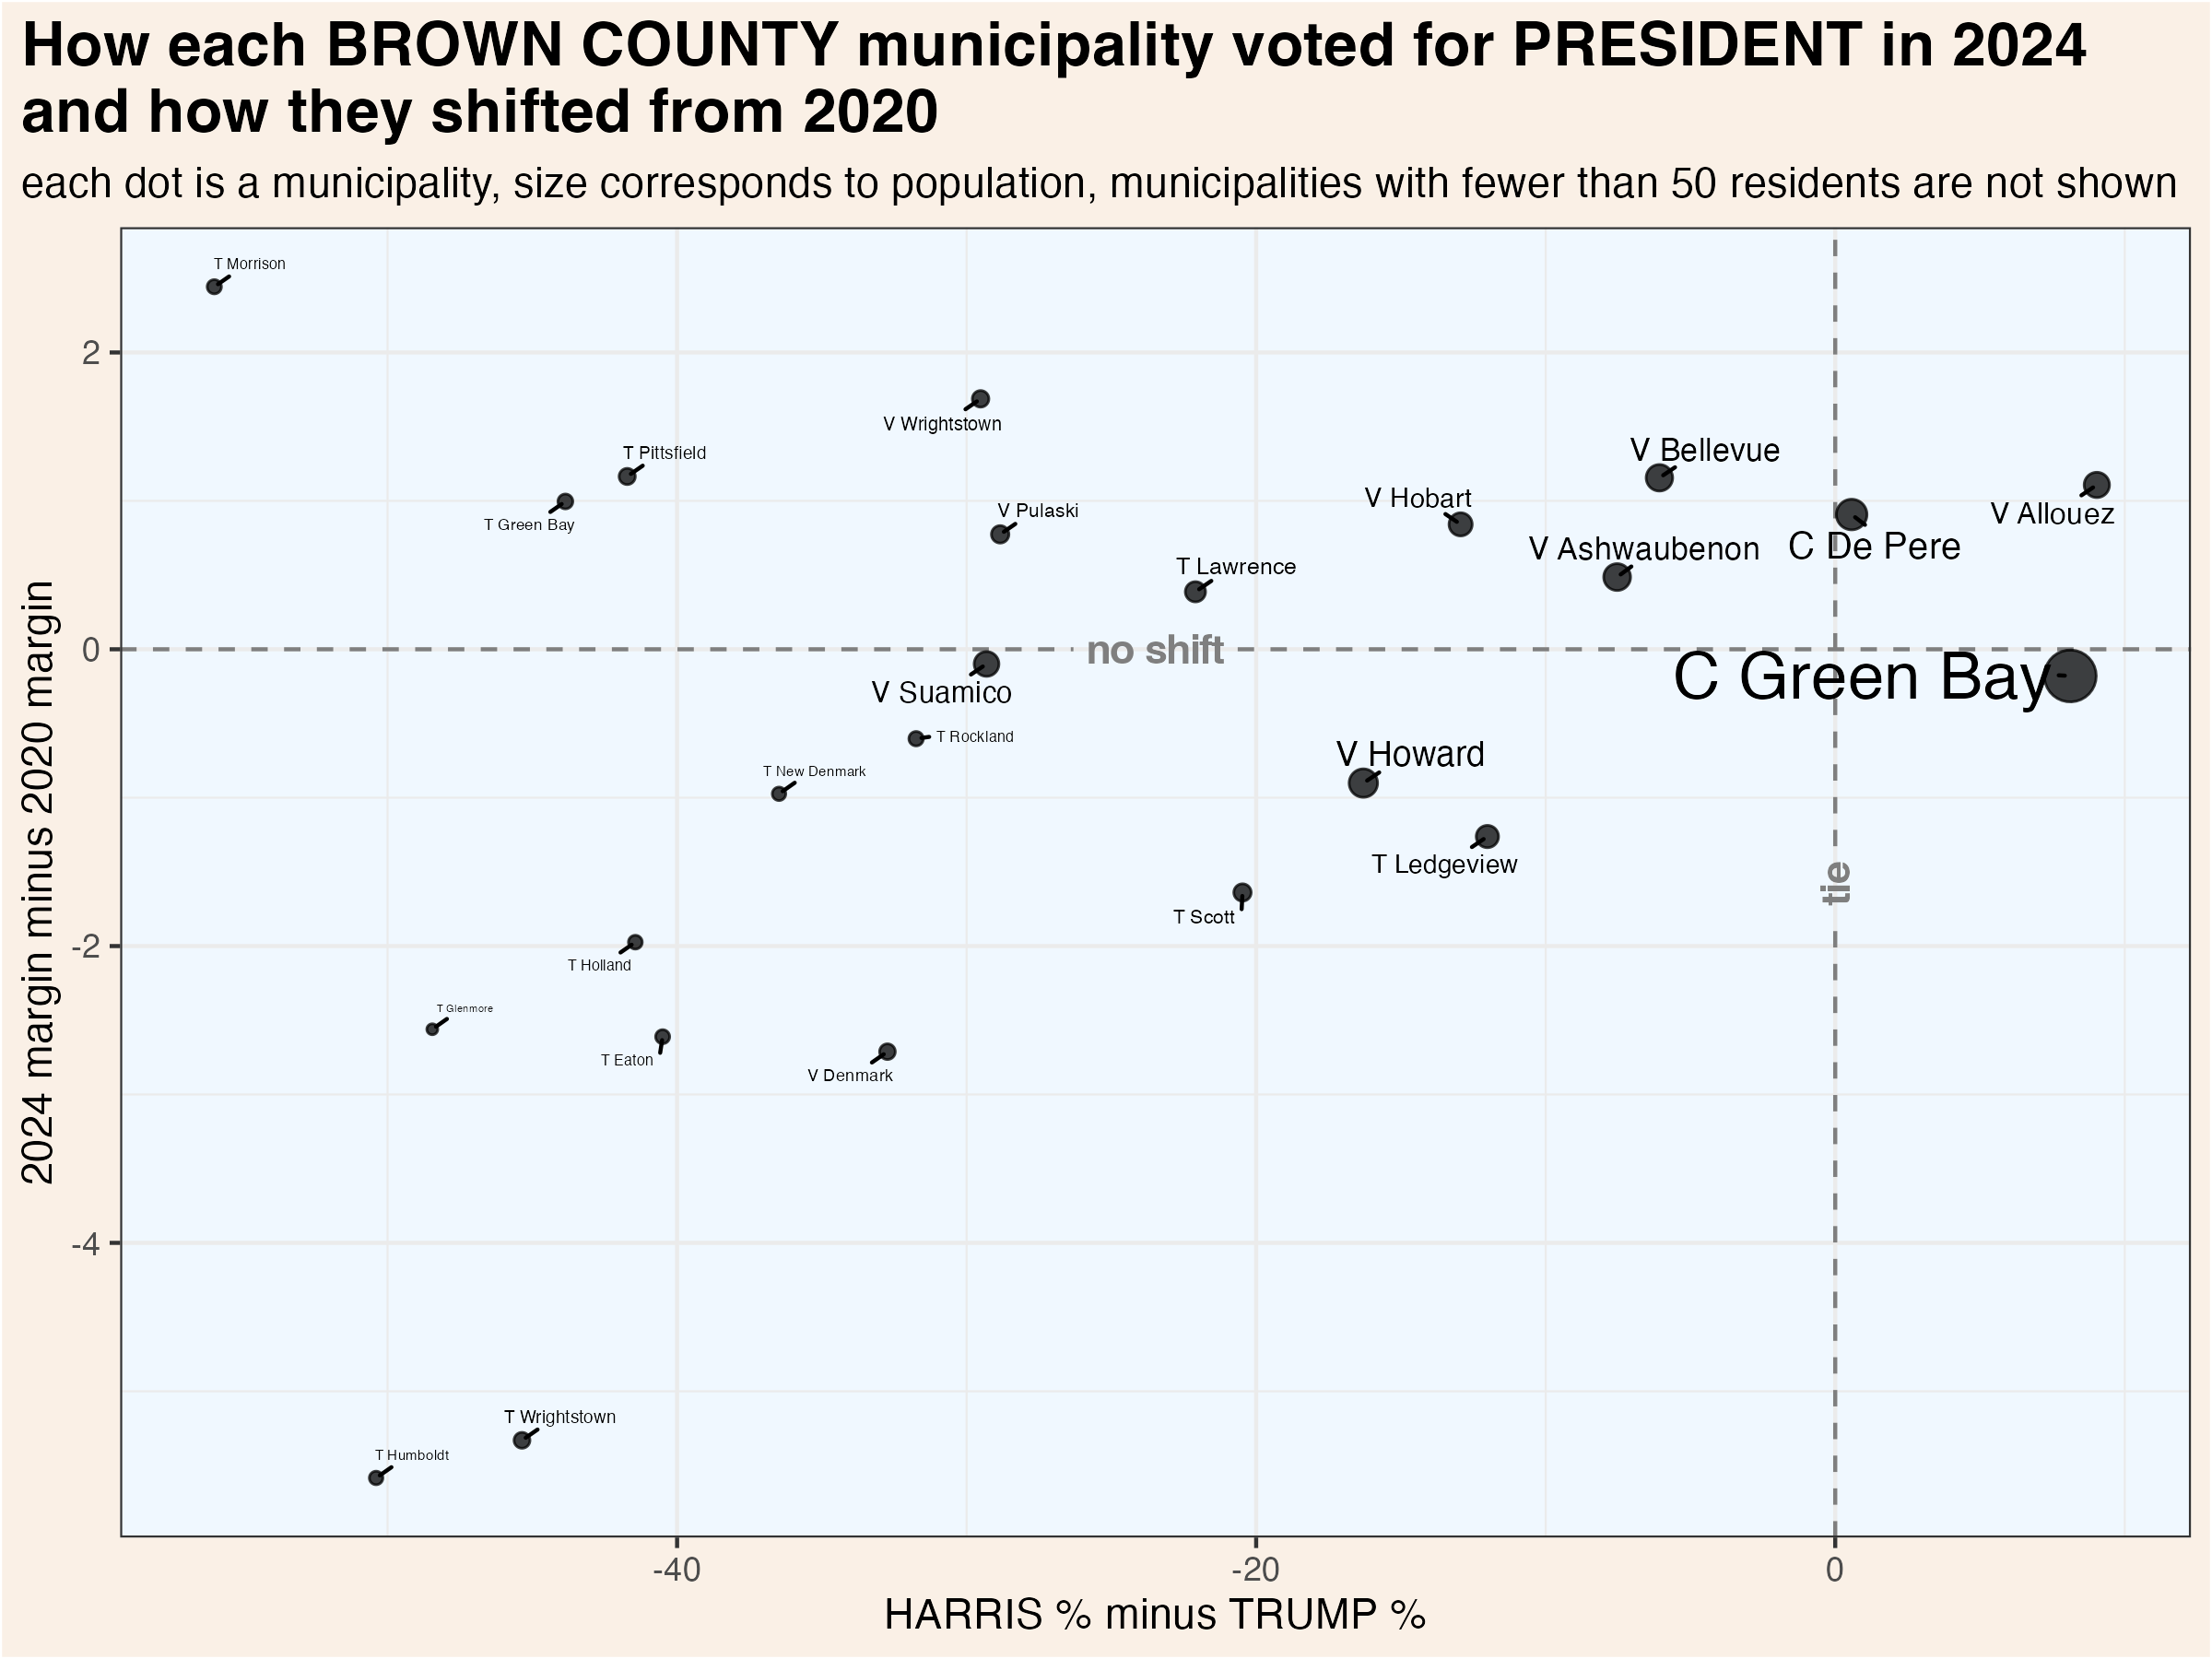 How each BROWN COUNTY municipality voted for PRESIDENT in 2024
and how they shifted from 2020
each dot is a municipality, size corresponds to population, municipalities with fewer than 50 residents are not shown
2024 margin minus 2020 margin
2
0
-2
-4
T Morrison
V Wrightstown
T Pittsfield
V Bellevue
T Green Bay
V Pulaski
V Hobart
V Allouez
V Ashwaubenon
C De Pere
T Lawrence
no shift
C Green Bay
V Suamico
T Rockland
T New Denmark
V Howard
T Ledgeview
tie
T Scott
T Holland
T Glenmore
T Eaton
V Denmark
T Wrightstown
T Humboldt
-40
-20
0
HARRIS % minus TRUMP %